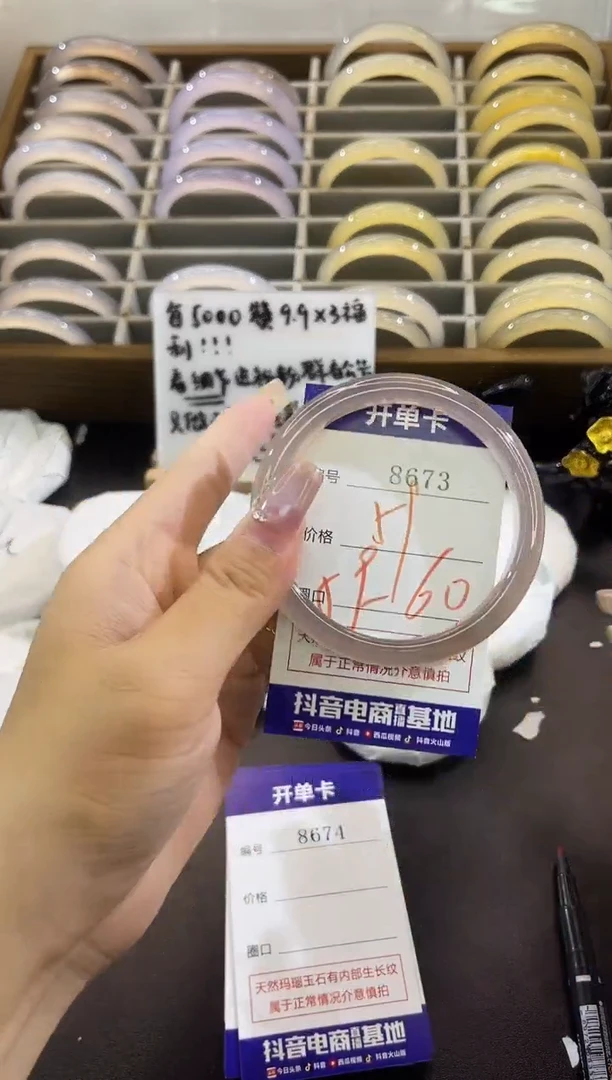 自5000赞9.9×3福
利!!!
开单卡
编号 8673
价格
圈口
60
属于正常情况介意慎拍
抖音电商直播基地
今日头条 抖音 西瓜视频 抖音火山版
开单卡
编号 8674
价格
圈口
天然玛瑙玉石有内部生长纹
属于正常情况介意慎拍
抖音电商直播基地
今日头条 抖音 西瓜视频 抖音火山版